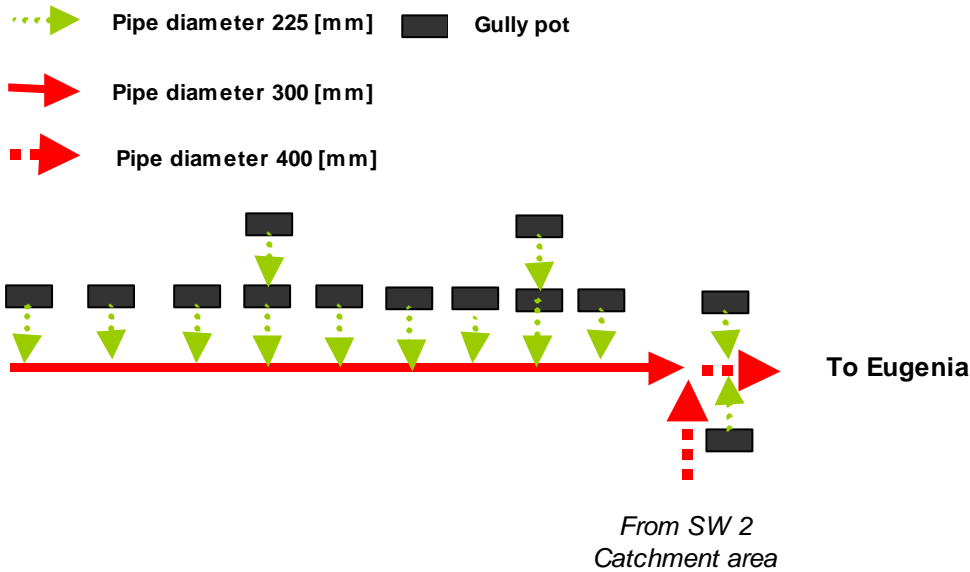 Pipe diameter 225 [mm]
Gully pot
Pipe diameter 300 [mm]
Pipe diameter 400 [mm]
To Eugenia
From SW 2
Catchment area